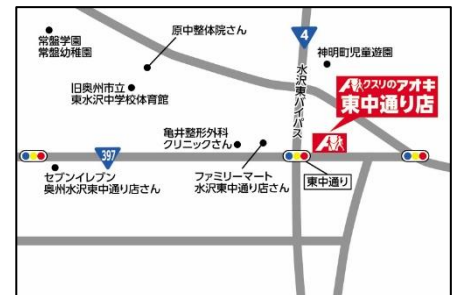 常盤学園
常盤幼稚園
原中整体院さん
4
神明町児童遊園
水沢東バイパス
クスリのアオキ
東中通り店
旧奥州市立
東水沢中学校体育館
亀井整形外科
クリニックさん
397
セブンイレブン
奥州水沢東中通り店さん
ファミリーマート
水沢東中通り店さん
東中通り